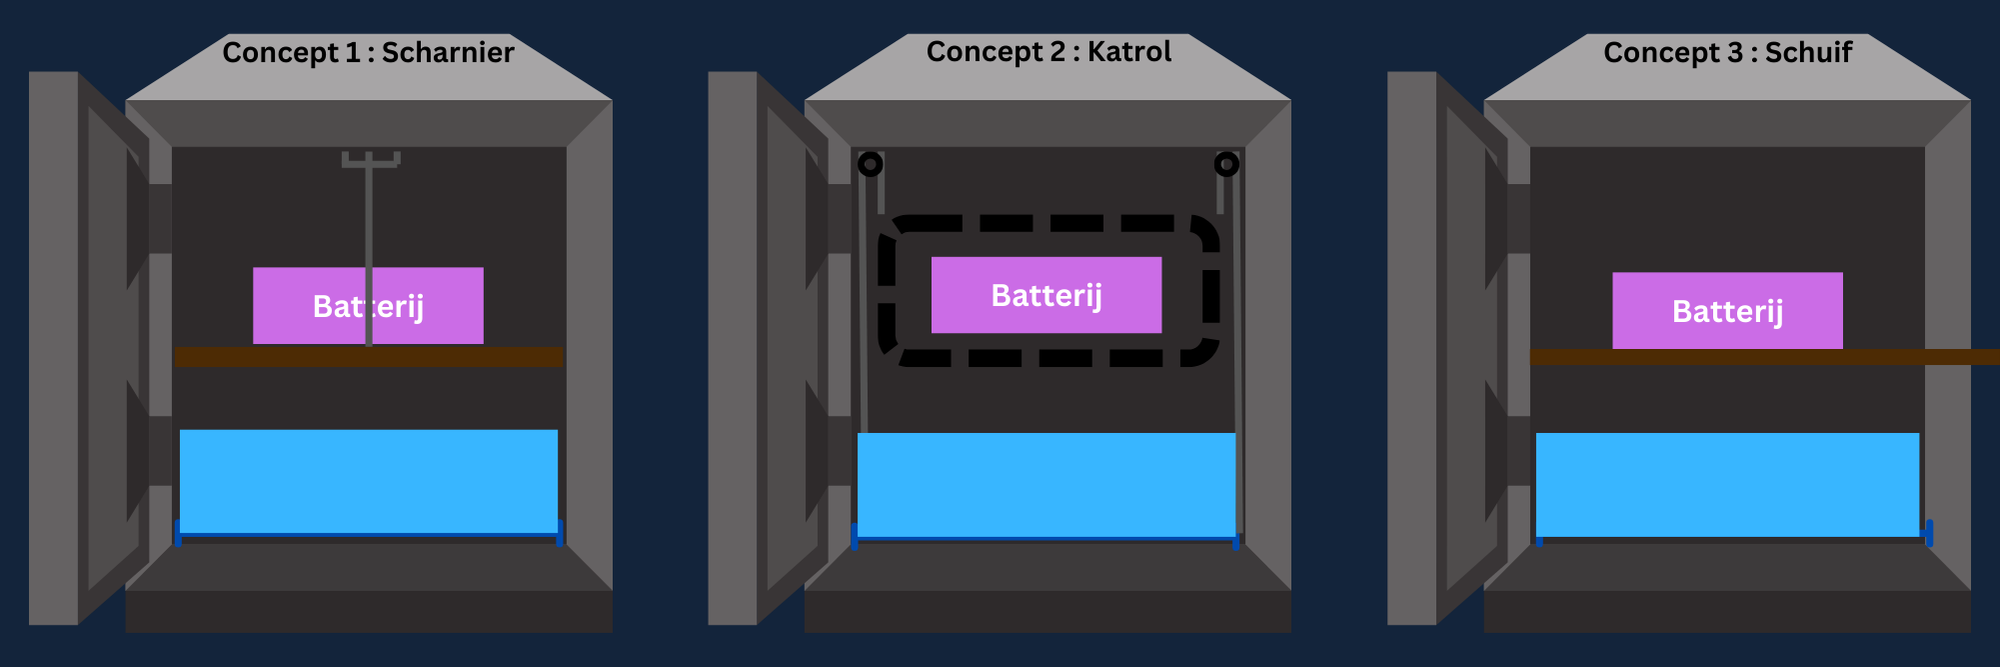 Concept 1 : Scharnier
Concept 2 : Katrol
Concept 3 : Schuif
Batterij
Batterij
Batterij